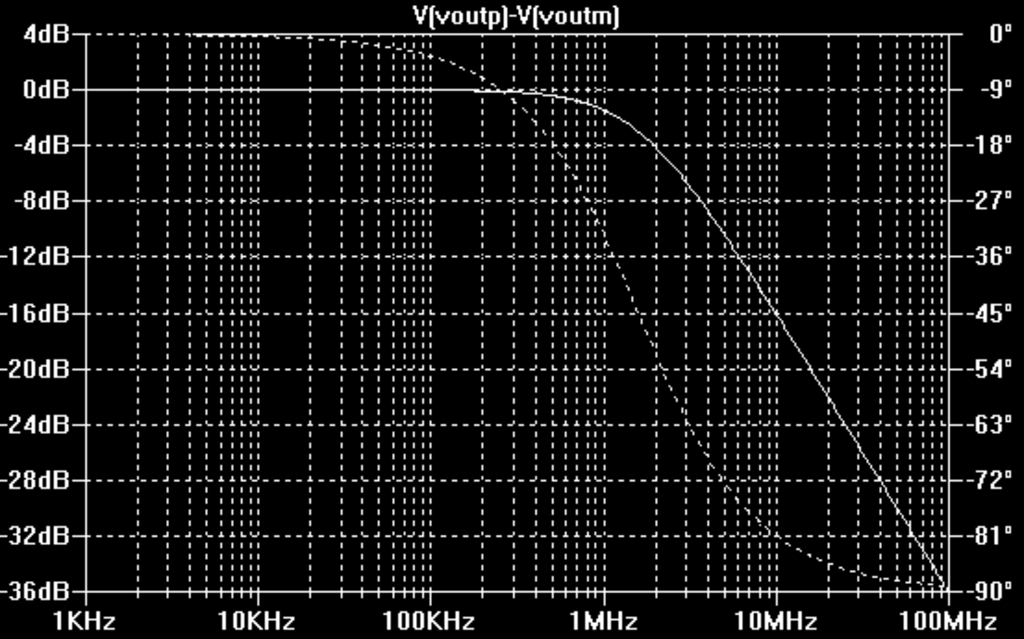 V(voutp)-V(voutm)
4dB 0°
0dB -9°
-4dB -18°
-8dB -27°
-12dB -36°
-16dB -45°
-20dB -54°
-24dB -63°
-28dB -72°
-32dB -81°
-36dB -90°
1KHz 10KHz 100KHz 1MHz 10MHz 100MHz